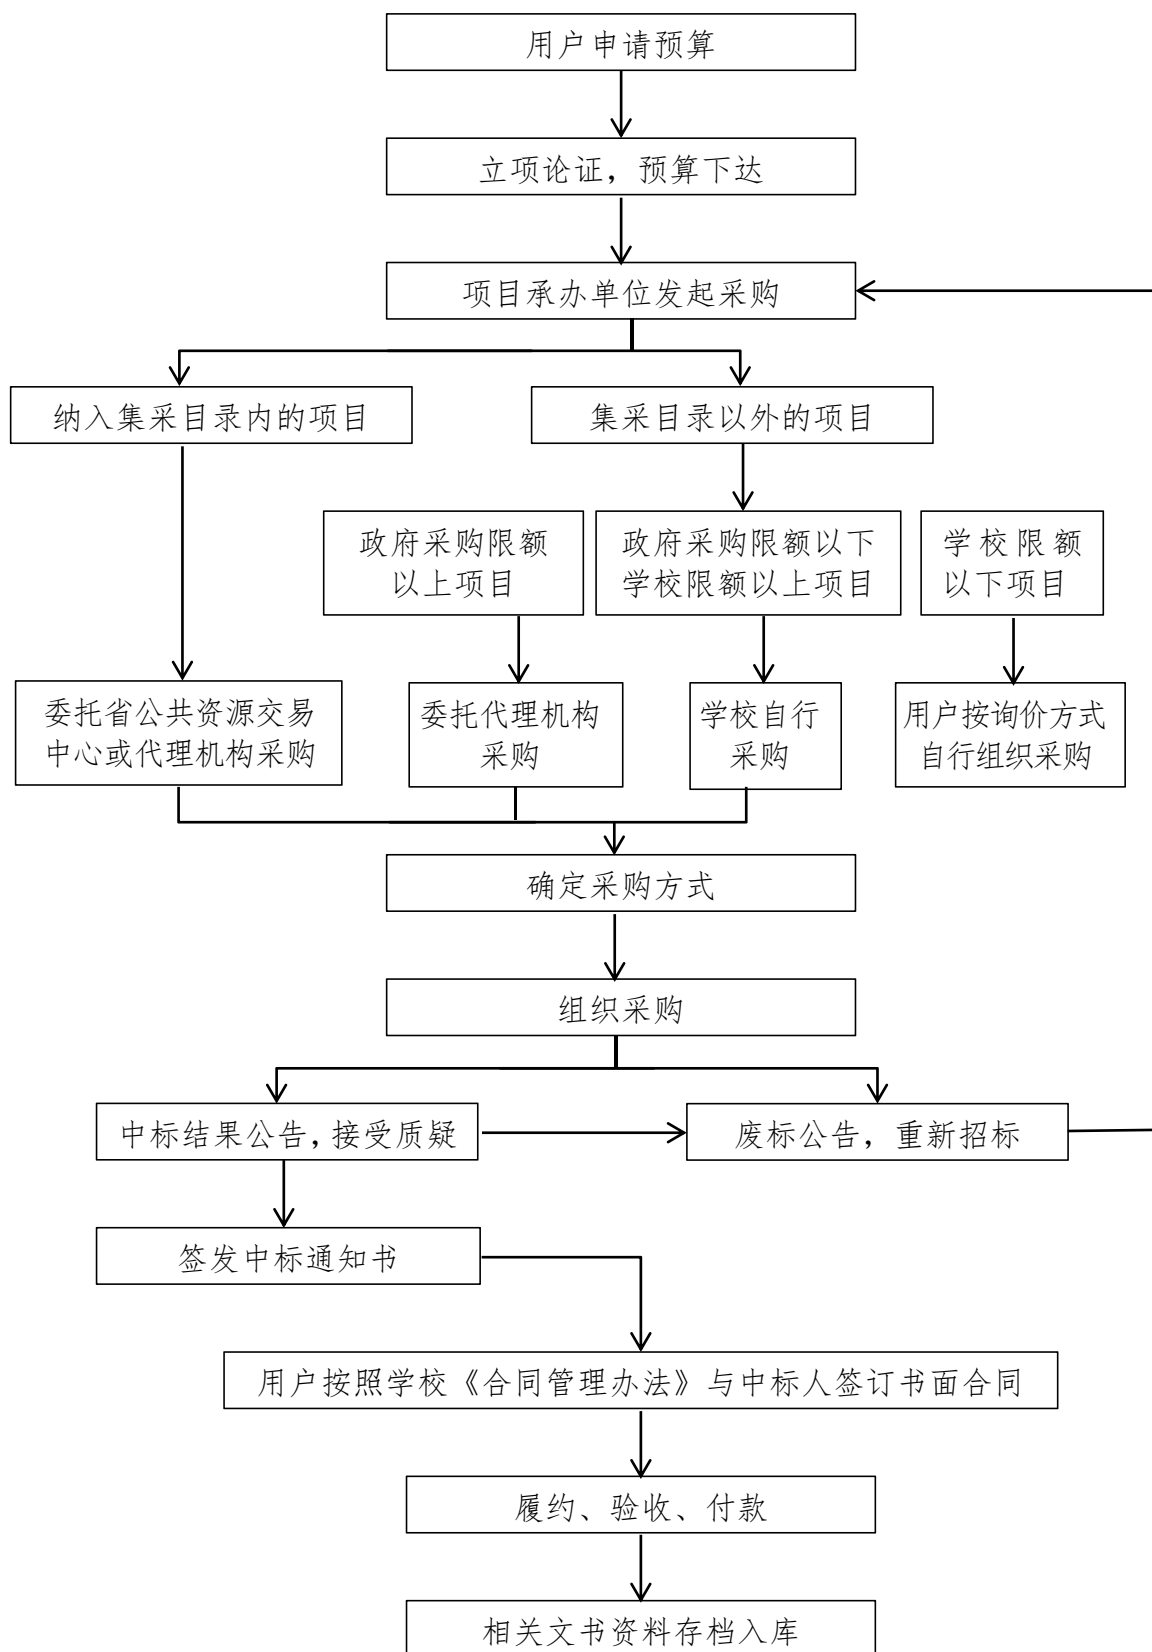 用户申请预算
立项论证，预算下达
项目承办单位发起采购
纳入集采目录内的项目
集采目录以外的项目
政府采购限额
以上项目
政府采购限额以下
学校限额以上项目
学校限额
以下项目
委托省公共资源交易
中心或代理机构采购
委托代理机构
采购
学校自行
采购
用户按询价方式
自行组织采购
确定采购方式
组织采购
中标结果公告，接受质疑
废标公告，重新招标
签发中标通知书
用户按照学校《合同管理办法》与中标人签订书面合同
履约、验收、付款
相关文书资料存档入库